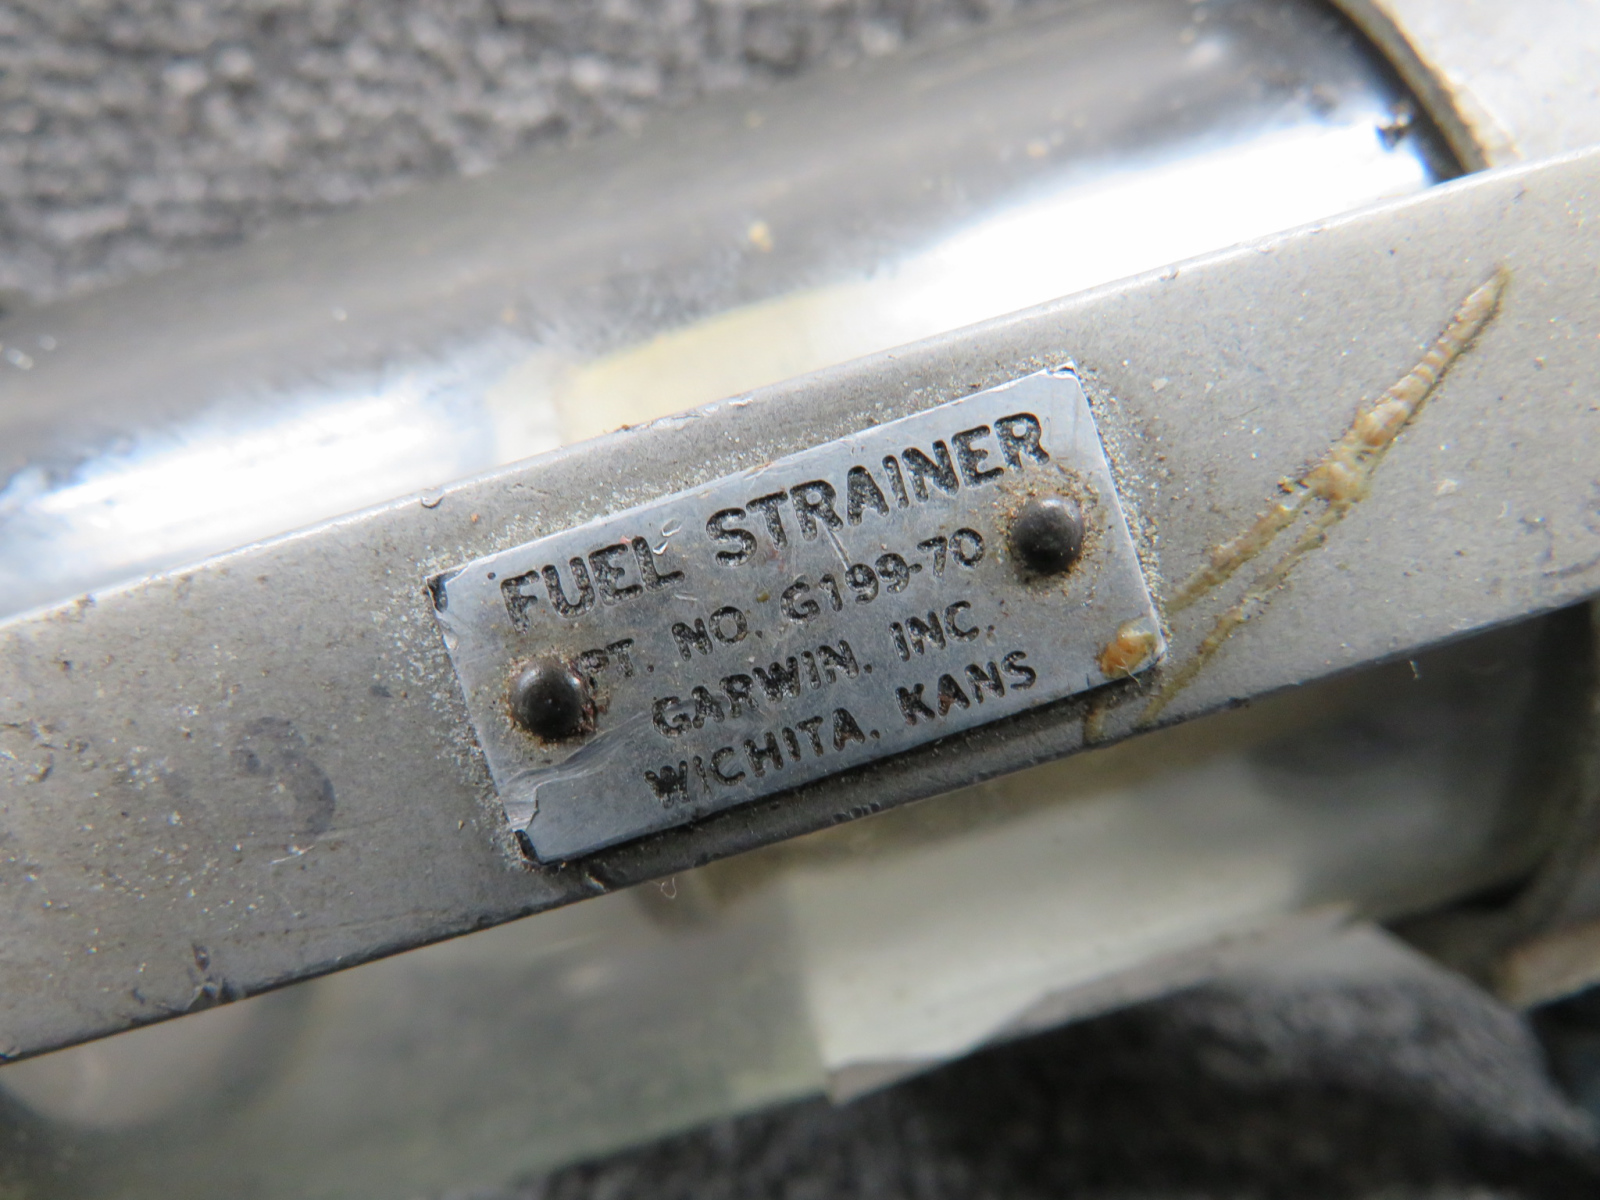 FUEL STRAINER
PT. NO. G199-70
GARWIN, INC.
WICHITA, KANS